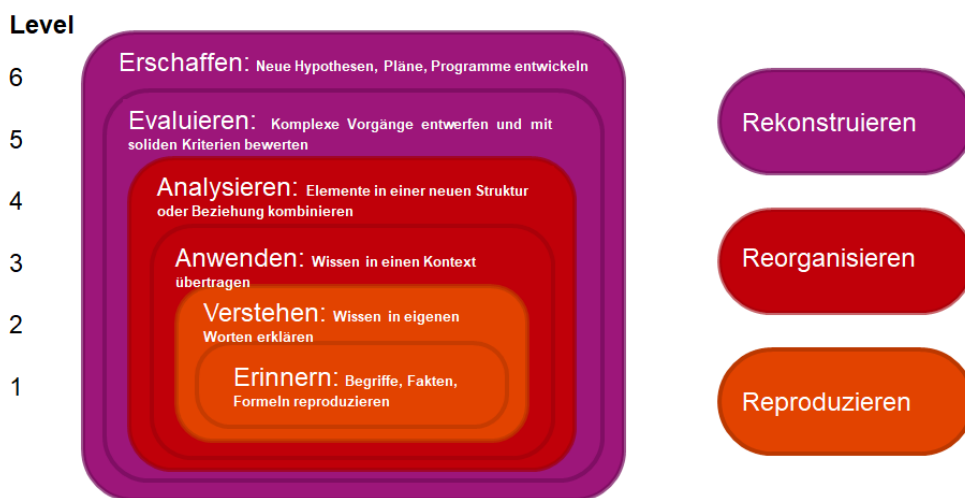 Level
6
Erschaffen: Neue Hypothesen, Pläne, Programme entwickeln
5
Evaluieren: Komplexe Vorgänge entwerfen und mit
soliden Kriterien bewerten
4
Analysieren: Elemente in einer neuen Struktur
oder Beziehung kombinieren
3
Anwenden: Wissen in einen Kontext
übertragen
2
Verstehen: Wissen in eigenen
Worten erklären
1
Erinnern: Begriffe, Fakten,
Formeln reproduzieren
Rekonstruieren
Reorganisieren
Reproduzieren